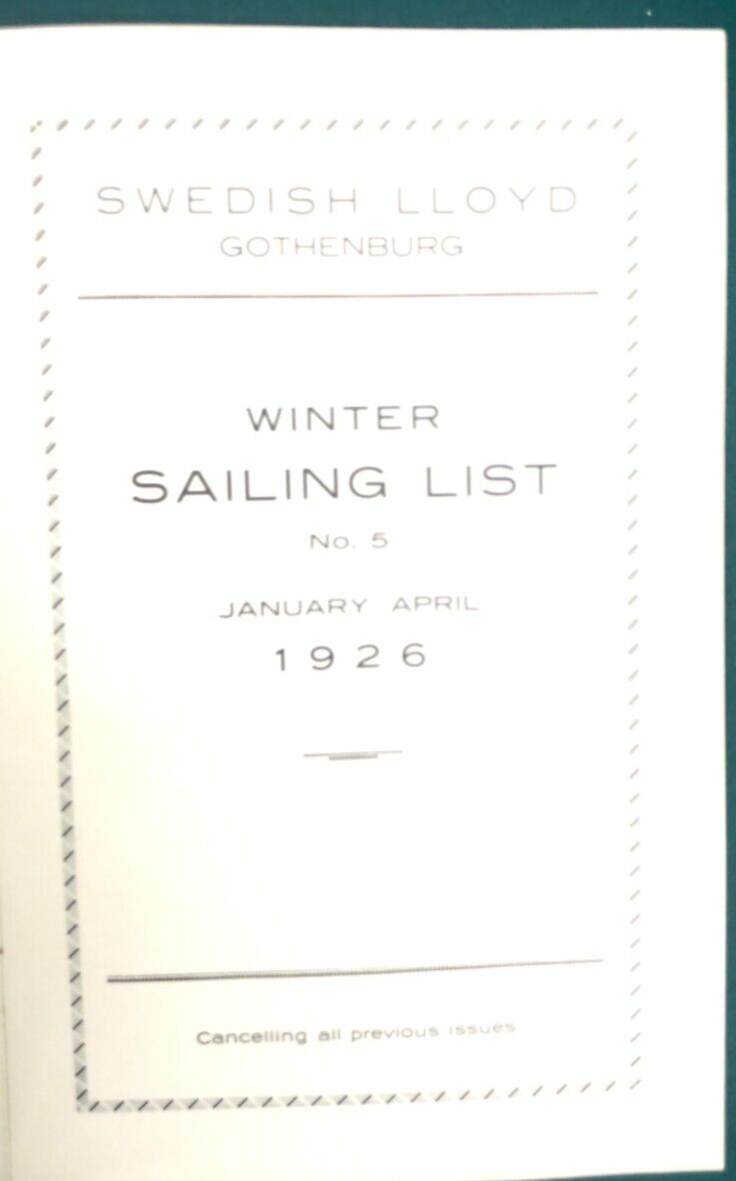 SWEDISH LLOYD
GOTHENBURG
WINTER
SAILING LIST
No. 5
JANUARY APRIL
1926
Cancelling all previous issues